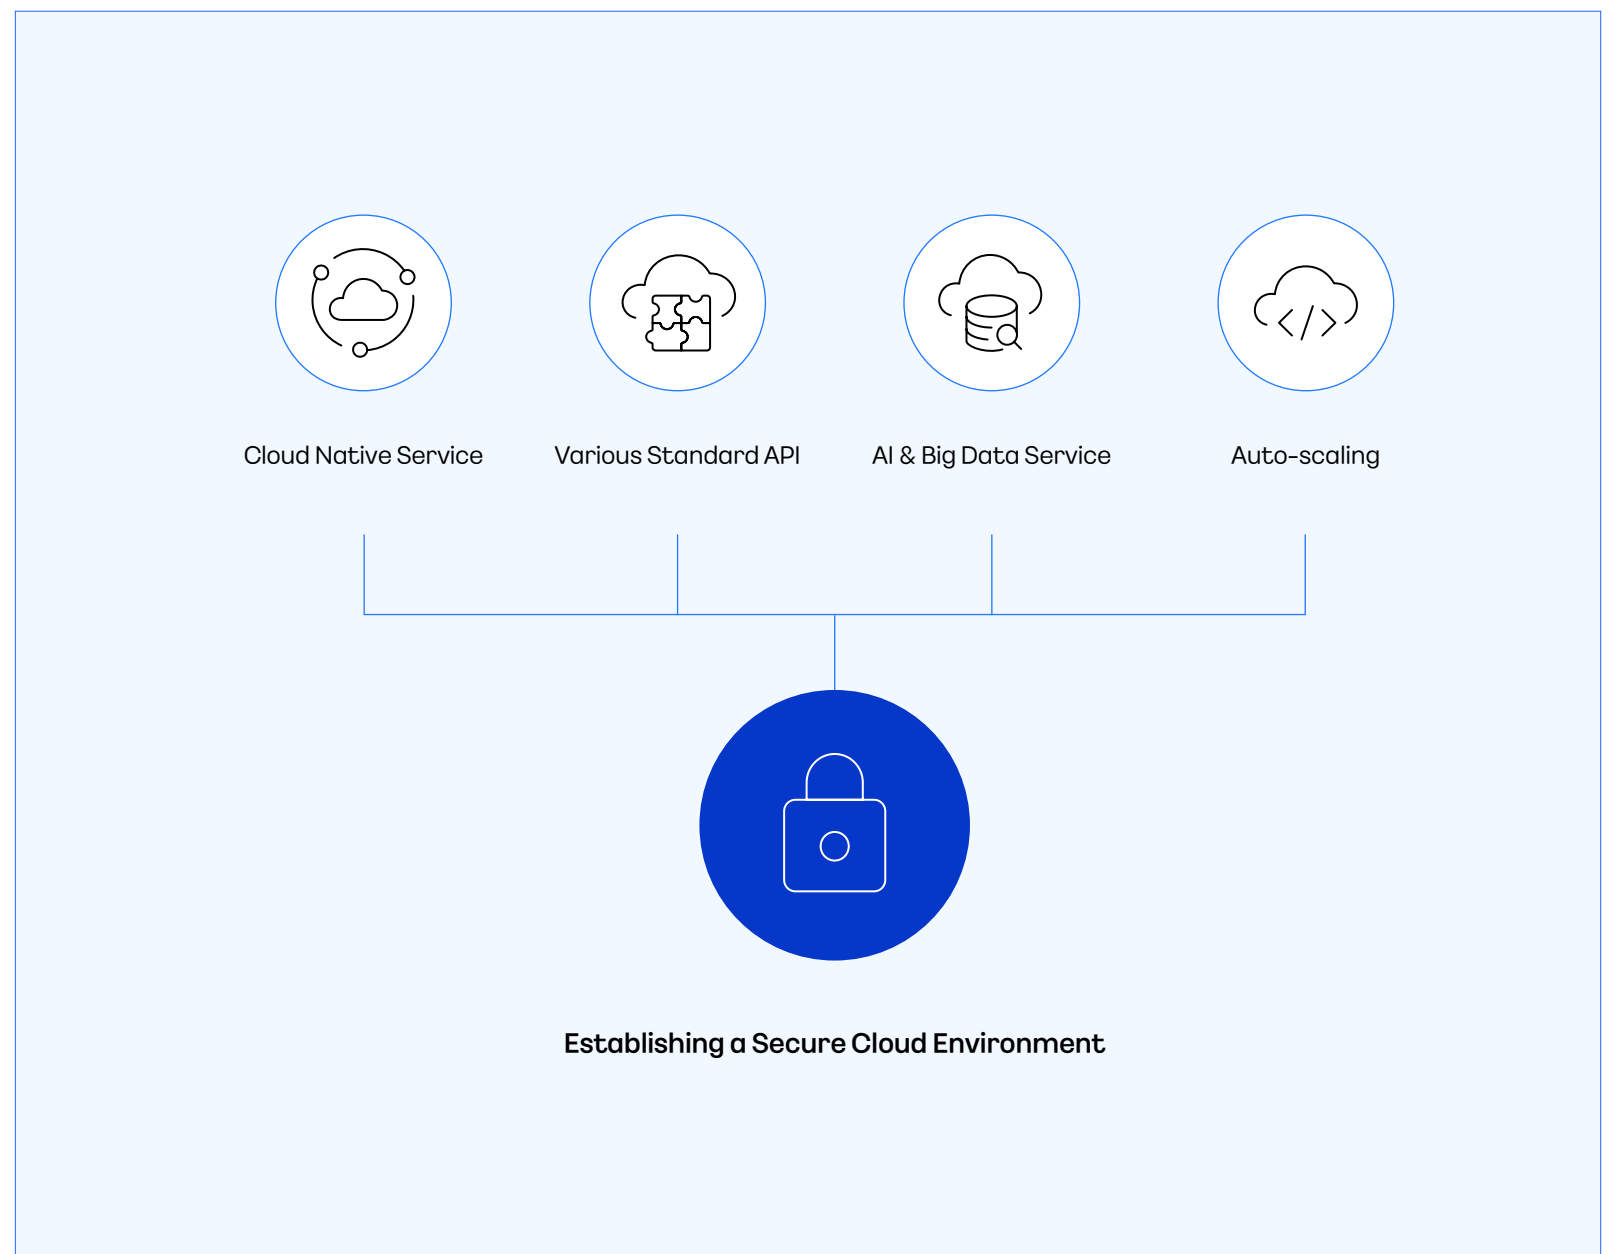 Cloud Native Service
Various Standard API
AI & Big Data Service
Auto-scaling
Establishing a Secure Cloud Environment